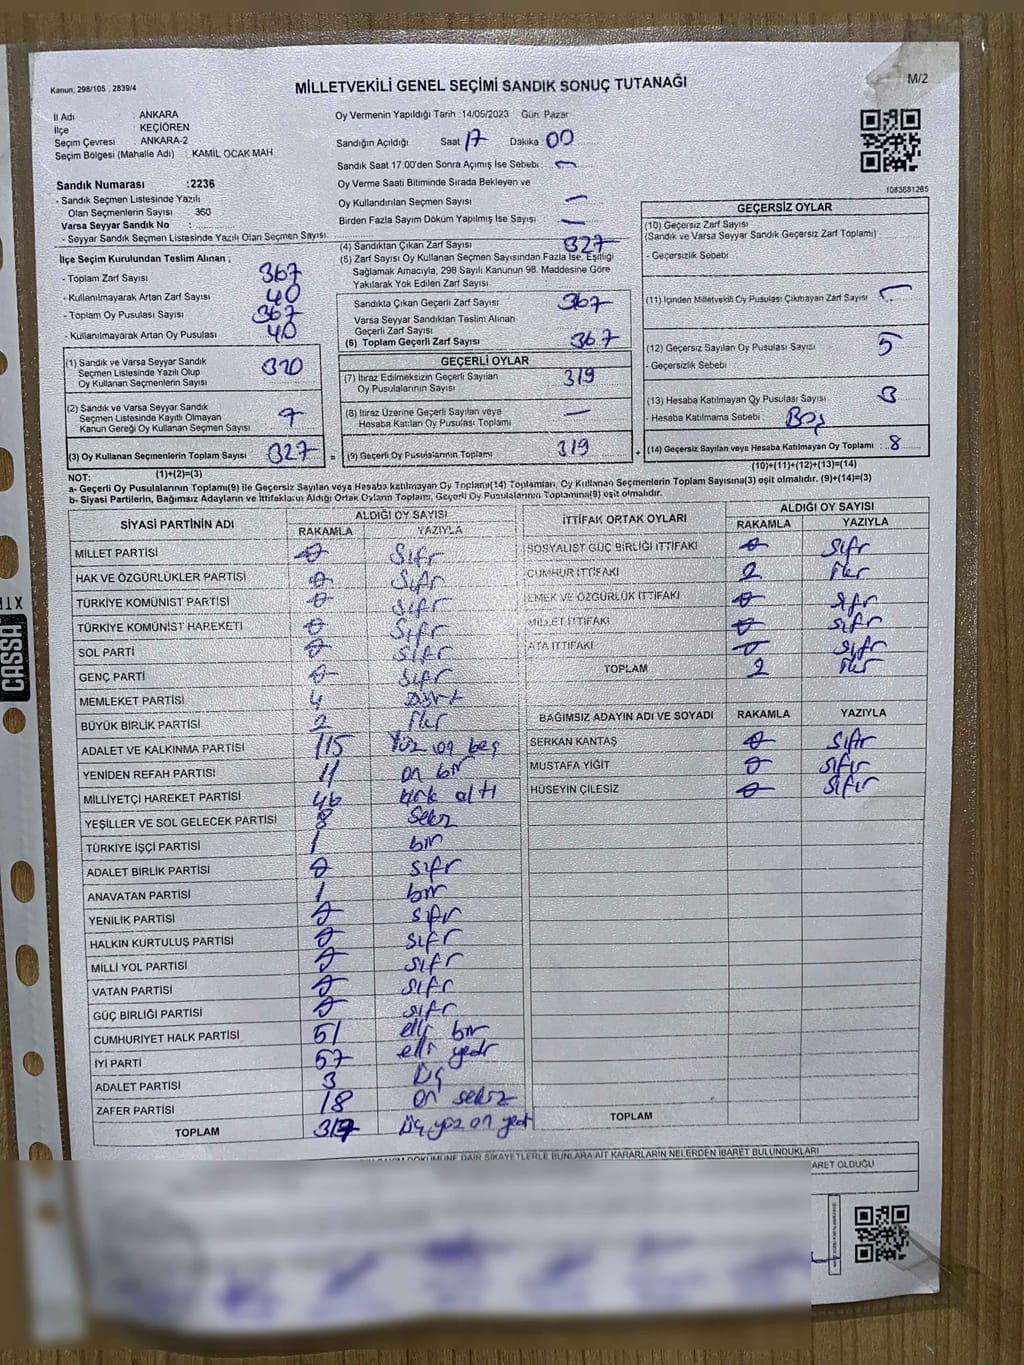 Kanun, 298/105 , 2839/4
MİLLETVEKİLİ GENEL SEÇİMİ SANDIK SONUÇ TUTANAĞI
M/2
İl Adı : ANKARA
İlçe : KEÇİÖREN
Seçim Çevresi : ANKARA-2
Seçim Bölgesi (Mahalle Adı) : KAMİL OCAK MAH
Sandık Numarası :2236
- Sandık Seçmen Listesinde Yazılı
Olan Seçmenlerin Sayısı : 360
Varsa Seyyar Sandık No :
- Seyyar Sandık Seçmen Listesinde Yazılı Olan Seçmen Sayısı:
Oy Vermenin Yapıldığı Tarih :14/05/2023 Gün: Pazar
Sandığın Açıldığı Saat: 17 Dakika: 00
Sandık Saat 17:00'den Sonra Açımış İse Sebebi : —
Oy Verme Saati Bitiminde Sırada Bekleyen ve
Oy Kullandırılan Seçmen Sayısı —
Birden Fazla Sayım Döküm Yapılmış İse Sayısı : —
1083681265
İlçe Seçim Kurulundan Teslim Alınan ;
- Toplam Zarf Sayısı 367
- Kullanılmayarak Artan Zarf Sayısı 40
- Toplam Oy Pusulası Sayısı 367
- Kullanılmayarak Artan Oy Pusulası 40
(1) Sandık ve Varsa Seyyar Sandık
Seçmen Listesinde Yazılı Olup
Oy Kullanan Seçmenlerin Sayısı 320
(2) Sandık ve Varsa Seyyar Sandık
Seçmen Listesinde Kayıtlı Olmayan
Kanun Gereği Oy Kullanan Seçmen Sayısı 7
(3) Oy Kullanan Seçmenlerin Toplam Sayısı 327
(4) Sandıktan Çıkan Zarf Sayısı 327
(5) Zarf Sayısı Oy Kullanan Seçmen Sayısından Fazla İse, Eşitliği
Sağlamak Amacıyla, 298 Sayılı Kanunun 98. Maddesine Göre
Yakılarak Yok Edilen Zarf Sayısı
Sandıkta Çıkan Geçerli Zarf Sayısı 367
Varsa Seyyar Sandıktan Teslim Alınan
Geçerli Zarf Sayısı
(6) Toplam Geçerli Zarf Sayısı 367
GEÇERLİ OYLAR
(7) İtiraz Edilmeksizin Geçerli Sayılan
Oy Pusulalarının Sayısı 319
(8) İtiraz Üzerine Geçerli Sayılan veya
Hesaba Katılan Oy Pusulası Toplamı —
= (9) Geçerli Oy Pusulalarının Toplamı 319
GEÇERSİZ OYLAR
(10) Geçersiz Zarf Sayısı
(Sandık ve Varsa Seyyar Sandık Geçersiz Zarf Toplamı)
- Geçersizlik Sebebi :
(11) İçinden Milletvekili Oy Pusulası Çıkmayan Zarf Sayısı —
(12) Geçersiz Sayılan Oy Pusulası Sayısı 5
- Geçersizlik Sebebi :
(13) Hesaba Katılmayan Oy Pusulası Sayısı 3
- Hesaba Katılmama Sebebi : Boş
+ (14) Geçersiz Sayılan veya Hesaba Katılmayan Oy Toplamı 8
NOT: (1)+(2)=(3) (10)+(11)+(12)+(13)=(14)
a- Geçerli Oy Pusulalarının Toplamı(9) ile Geçersiz veya Hesaba katılmayan Oy Toplamı(14) Toplamları, Oy Kullanan Seçmenlerin Toplam Sayısına(3) eşit olmalıdır. (9)+(14)=(3)
b- Siyasi Partilerin, Bağımsız Adayların ve İttifakların Aldığı Ortak Oyların Toplamı, Geçerli Oy Pusulalarının Toplamına(9) eşit olmalıdır.
SİYASİ PARTİNİN ADI ALDIĞI OY SAYISI
RAKAMLA YAZIYLA
MİLLET PARTİSİ 0 Sıfr
HAK VE ÖZGÜRLÜKLER PARTİSİ 0 Sıfr
TÜRKİYE KOMÜNİST PARTİSİ 0 sıfr
TÜRKİYE KOMÜNİST HAREKETİ 0 Sıfr
SOL PARTİ 0 sıfr
GENÇ PARTİ 0 sıfr
MEMLEKET PARTİSİ 4 Dört
BÜYÜK BİRLİK PARTİSİ 2 İki
ADALET VE KALKINMA PARTİSİ 115 Yüz on beş
YENİDEN REFAH PARTİSİ 11 on bir
MİLLİYETÇİ HAREKET PARTİSİ 46 kırk altı
YEŞİLLER VE SOL GELECEK PARTİSİ 8 Sekiz
TÜRKİYE İŞÇİ PARTİSİ 1 bir
ADALET BİRLİK PARTİSİ 0 sıfr
ANAVATAN PARTİSİ 1 bir
YENİLİK PARTİSİ 0 sıfr
HALKIN KURTULUŞ PARTİSİ 0 sıfr
MİLLİ YOL PARTİSİ 0 sıfr
VATAN PARTİSİ 0 sıfr
GÜÇ BİRLİĞİ PARTİSİ 0 sıfr
CUMHURİYET HALK PARTİSİ 51 elli bir
İYİ PARTİ 57 elli yedi
ADALET PARTİSİ 3 Üç
ZAFER PARTİSİ 18 on sekiz
TOPLAM 317 Üç yüz on yedi
İTTİFAK ORTAK OYLARI ALDIĞI OY SAYISI
RAKAMLA YAZIYLA
SOSYALİST GÜÇ BİRLİĞİ İTTİFAKI 0 sıfr
CUMHUR İTTİFAKI 2 İki
EMEK VE ÖZGÜRLÜK İTTİFAKI 0 sıfr
MİLLET İTTİFAKI 0 sıfır
ATA İTTİFAKI 0 sıfr
TOPLAM 2 İki
BAĞIMSIZ ADAYIN ADI VE SOYADI RAKAMLA YAZIYLA
SERKAN KANTAŞ 0 Sıfır
MUSTAFA YİĞİT 0 sıfır
HÜSEYİN ÇİLESİZ 0 sıfır
TOPLAM
DÖKÜMÜNE DAİR ŞİKAYETLERLE BUNLARA AİT KARARLARIN NELERDEN İBARET BULUNDUKLARI
ARET OLDUĞU
CASSA